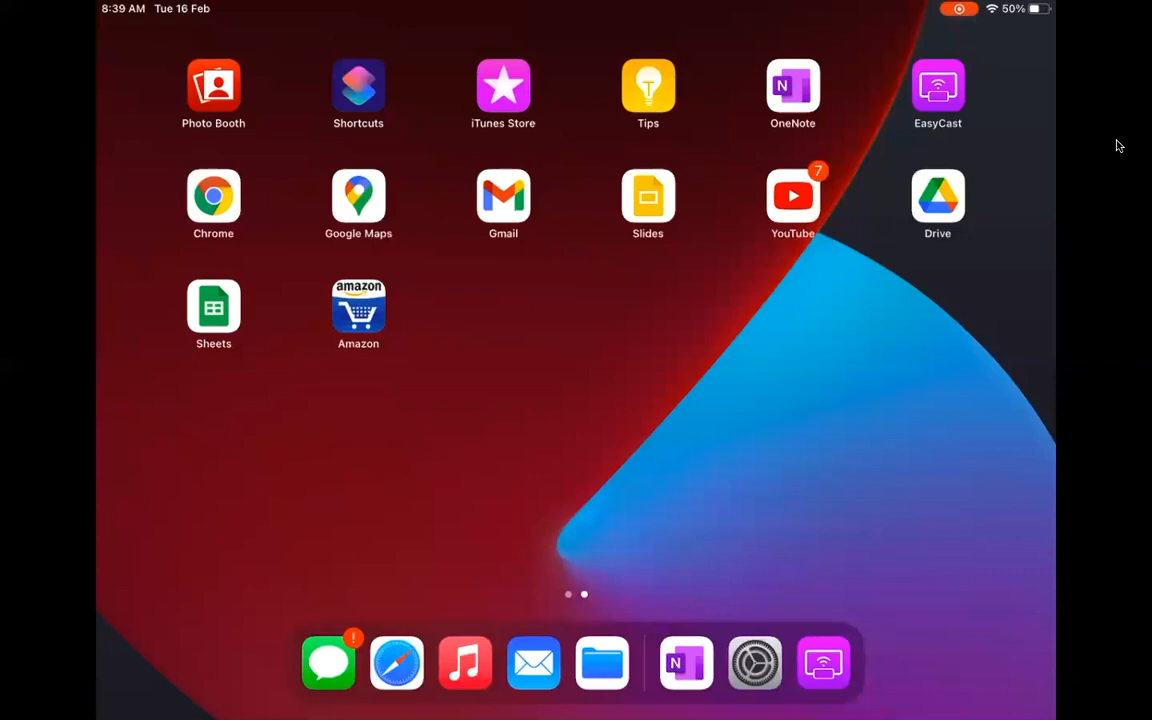 8:39 AM Tue 16 Feb
50%
Photo Booth
Shortcuts
iTunes Store
T
Tips
N
OneNote
EasyCast
Chrome
Google Maps
Gmail
Slides
7
YouTube
Drive
Sheets
amazon
Amazon
!
N